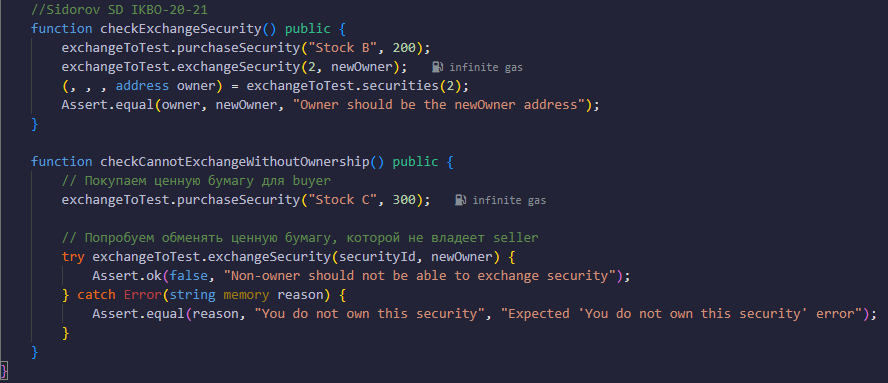 //Sidorov SD IKBO-20-21
function checkExchangeSecurity() public {
exchangeToTest.purchaseSecurity("Stock B", 200);
exchangeToTest.exchangeSecurity(2, newOwner); infinite gas
(, , , address owner) = exchangeToTest.securities(2);
Assert.equal(owner, newOwner, "Owner should be the newOwner address");
}
function checkCannotExchangeWithoutOwnership() public {
// Покупаем ценную бумагу для buyer
exchangeToTest.purchaseSecurity("Stock C", 300); infinite gas
// Попробуем обменять ценную бумагу, которой не владеет seller
try exchangeToTest.exchangeSecurity(securityId, newOwner) {
Assert.ok(false, "Non-owner should not be able to exchange security");
} catch Error(string memory reason) {
Assert.equal(reason, "You do not own this security", "Expected 'You do not own this security' error");
}
}
}